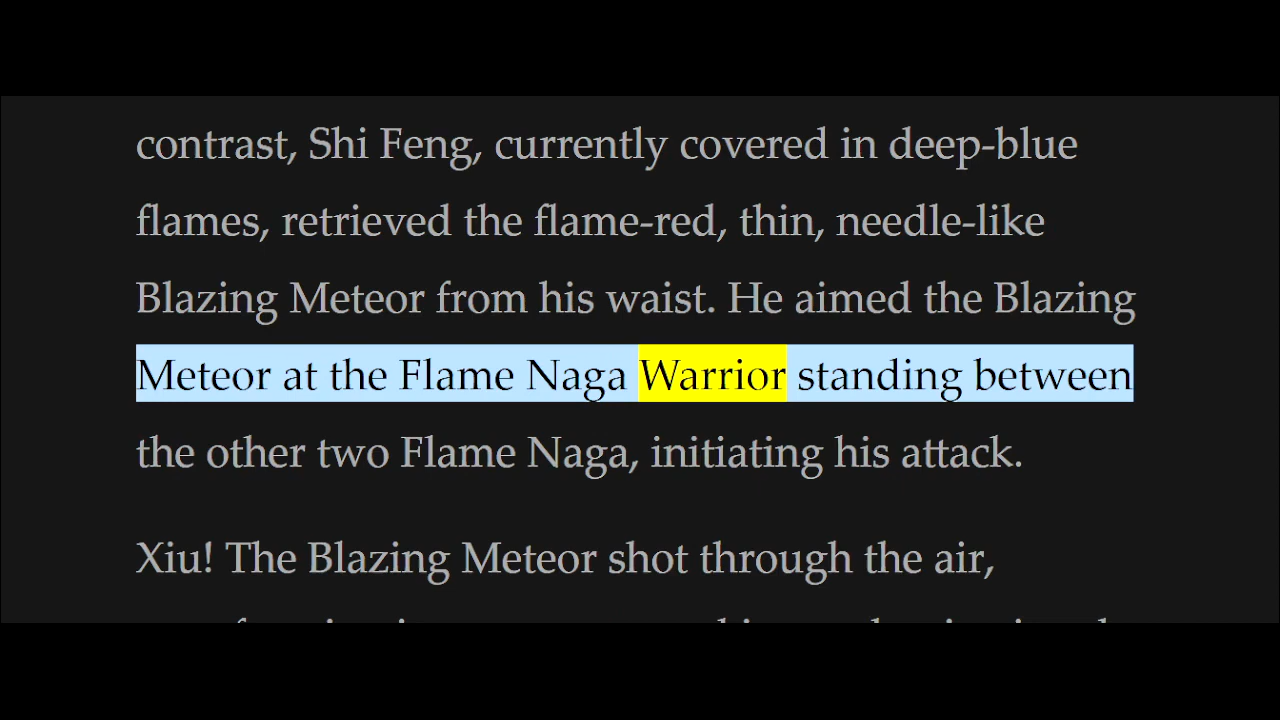 contrast, Shi Feng, currently covered in deep-blue
flames, retrieved the flame-red, thin, needle-like
Blazing Meteor from his waist. He aimed the Blazing
Meteor at the Flame Naga Warrior standing between
the other two Flame Naga, initiating his attack.
Xiu! The Blazing Meteor shot through the air,